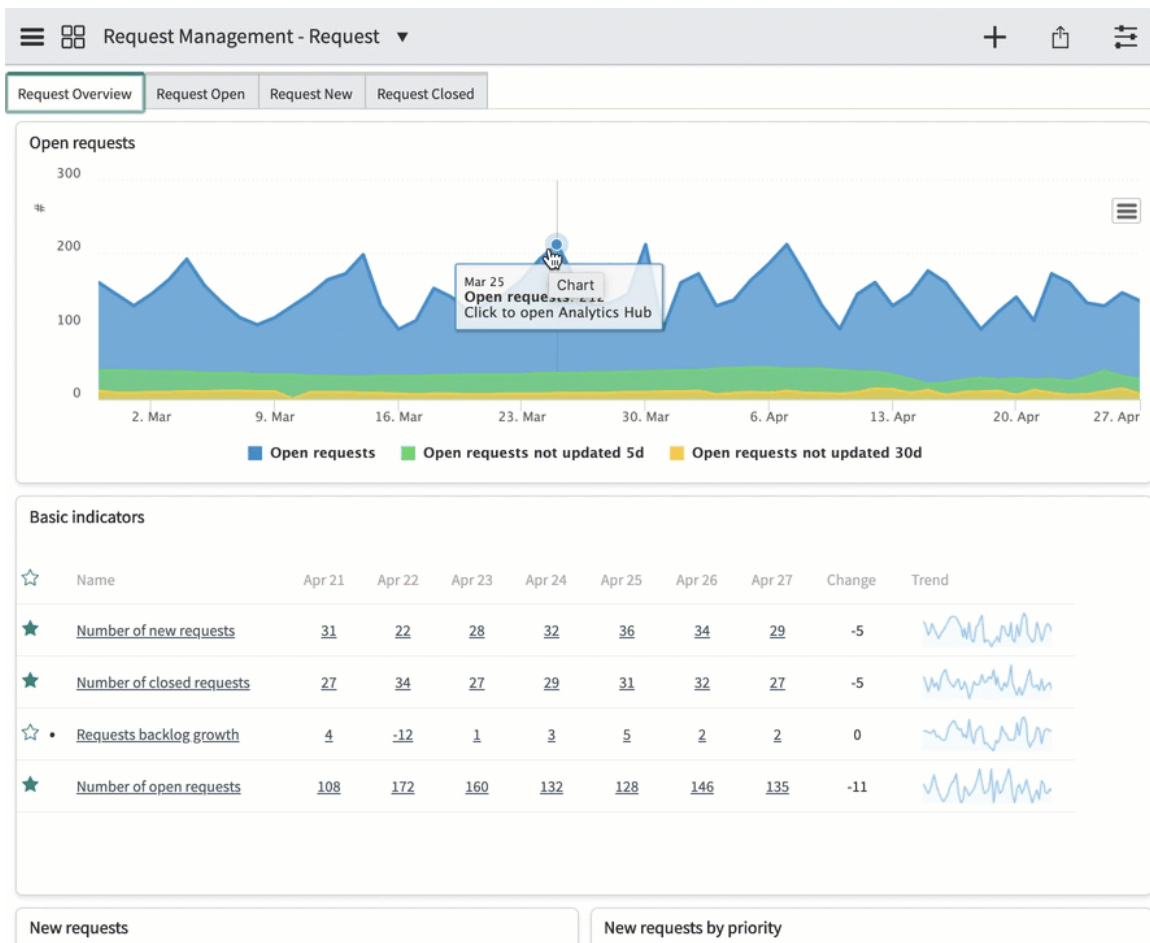 Request Management - Request
Request Overview Request Open Request New Request Closed
Open requests
300
#
200
100
0
Mar 25
Chart
Open requests: 212
Click to open Analytics Hub
2. Mar 9. Mar 16. Mar 23. Mar 30. Mar 6. Apr 13. Apr 20. Apr 27. Apr
Open requests Open requests not updated 5d Open requests not updated 30d
Basic indicators
Name Apr 21 Apr 22 Apr 23 Apr 24 Apr 25 Apr 26 Apr 27 Change Trend
Number of new requests 31 22 28 32 36 34 29 -5
Number of closed requests 27 34 27 29 31 32 27 -5
Requests backlog growth 4 -12 1 3 5 2 2 0
Number of open requests 108 172 160 132 128 146 135 -11
New requests
New requests by priority